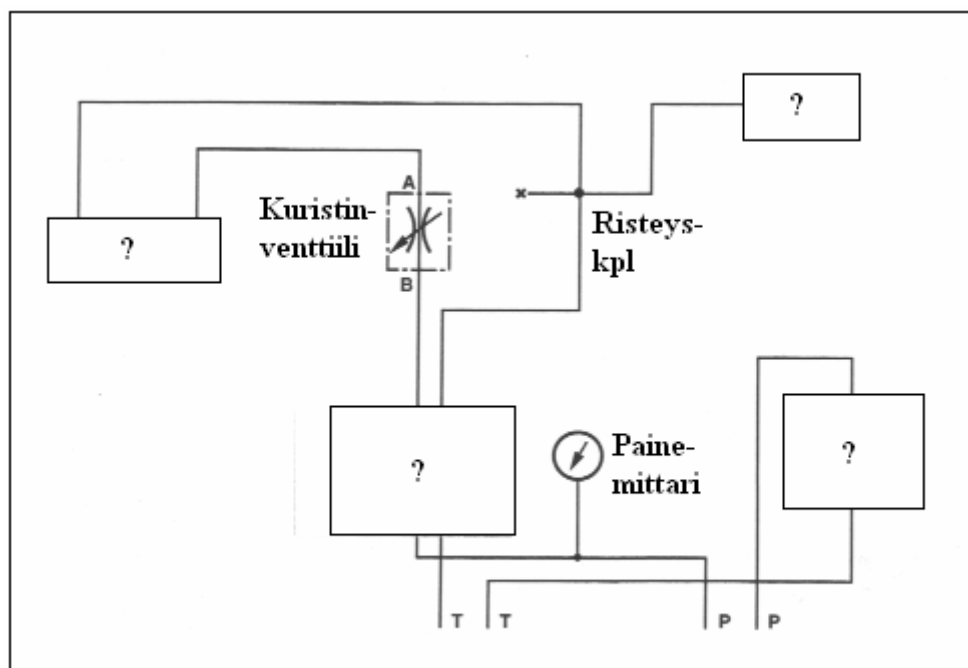 ?
A
Kuristin-
venttiili
?
x
Risteys-
kpl
B
?
Paine-
mittari
?
T
T
P
P